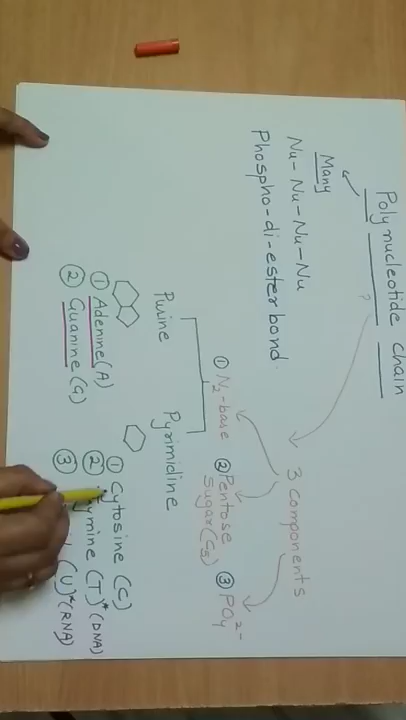 Polynucleotide chain
?
Many
Nu-Nu-Nu-Nu
Phospho-di-ester bond.
3 components
① N₂-base
② Pentose
Sugar (C₅)
③ PO₄²⁻
Purine
① Adenine (A)
② Guanine (G)
Pyrimidine
① Cytosine (C)
② ymine (T)* (DNA)
③ (U)* (RNA)